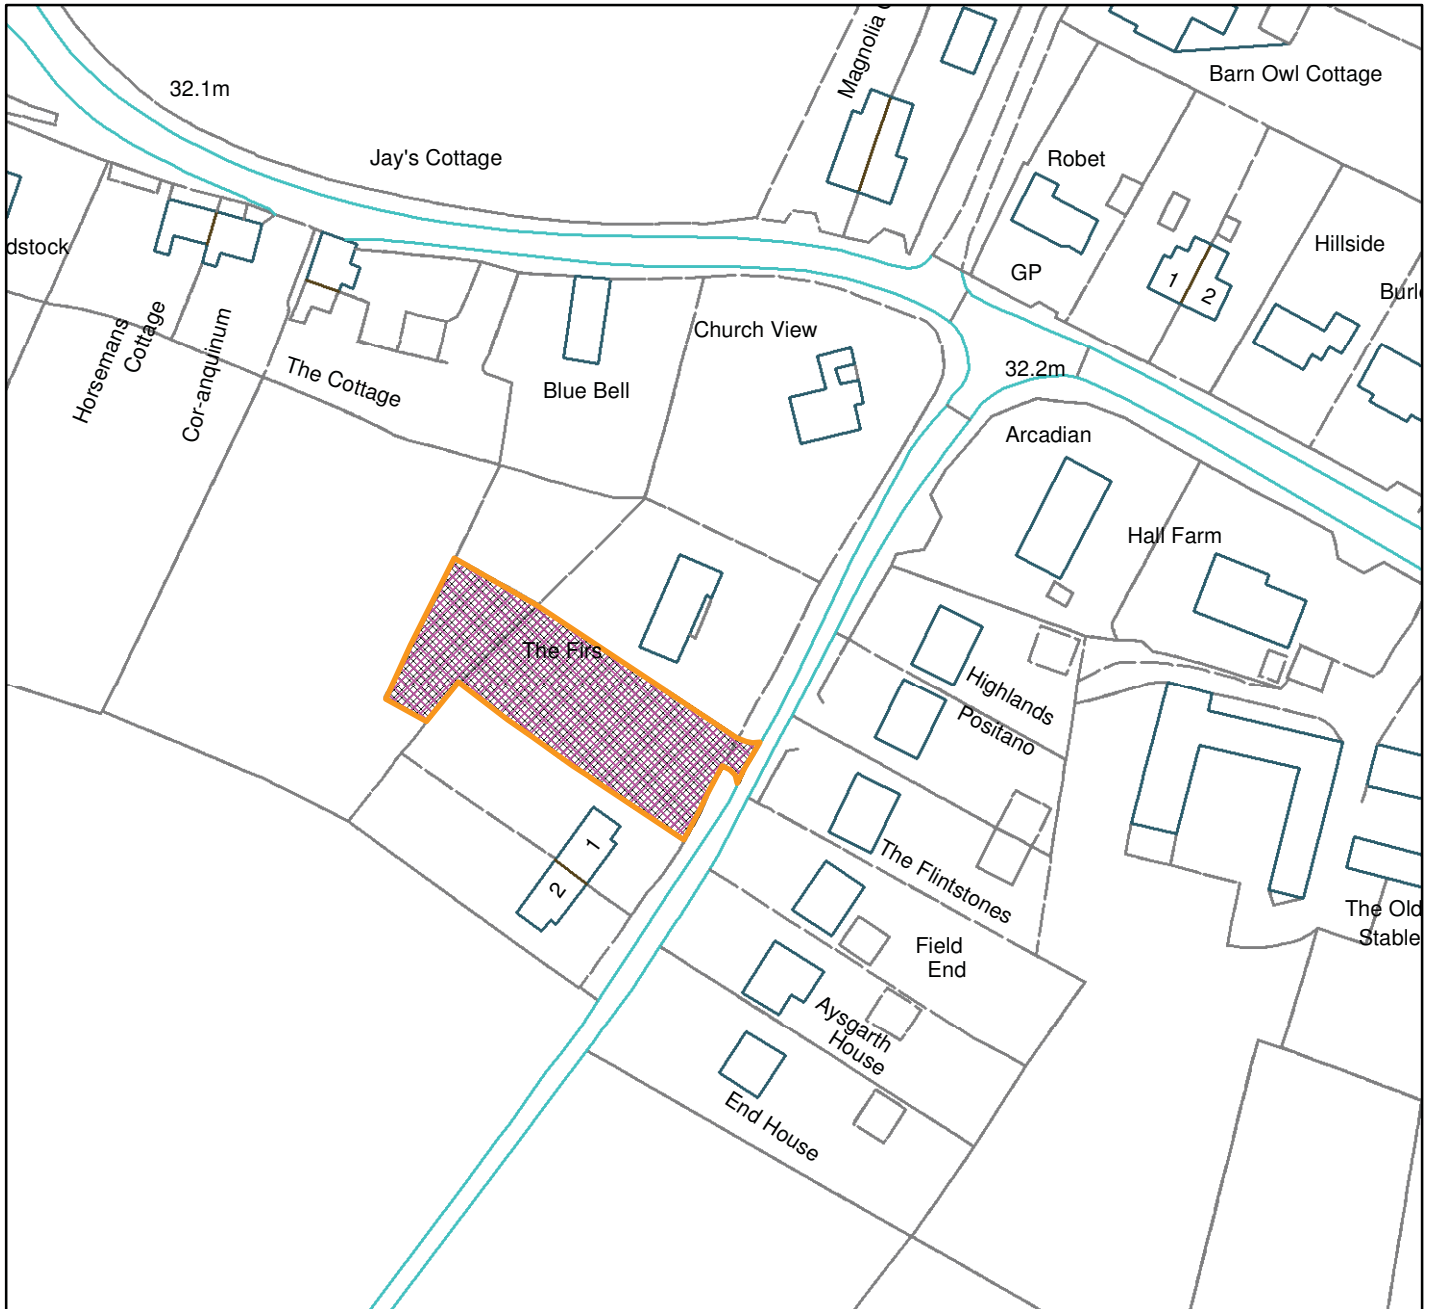 Magnolia
Barn Owl Cottage
32.1m
Jay's Cottage
Robet
Hillside
GP
1
2
Horsemans
Cottage
Cor-anquinum
The Cottage
Blue Bell
Church View
32.2m
Arcadian
Hall Farm
The Firs
Highlands
Positano
1
2
The Flintstones
Field
End
The Old
Stable
Aysgarth
House
End House